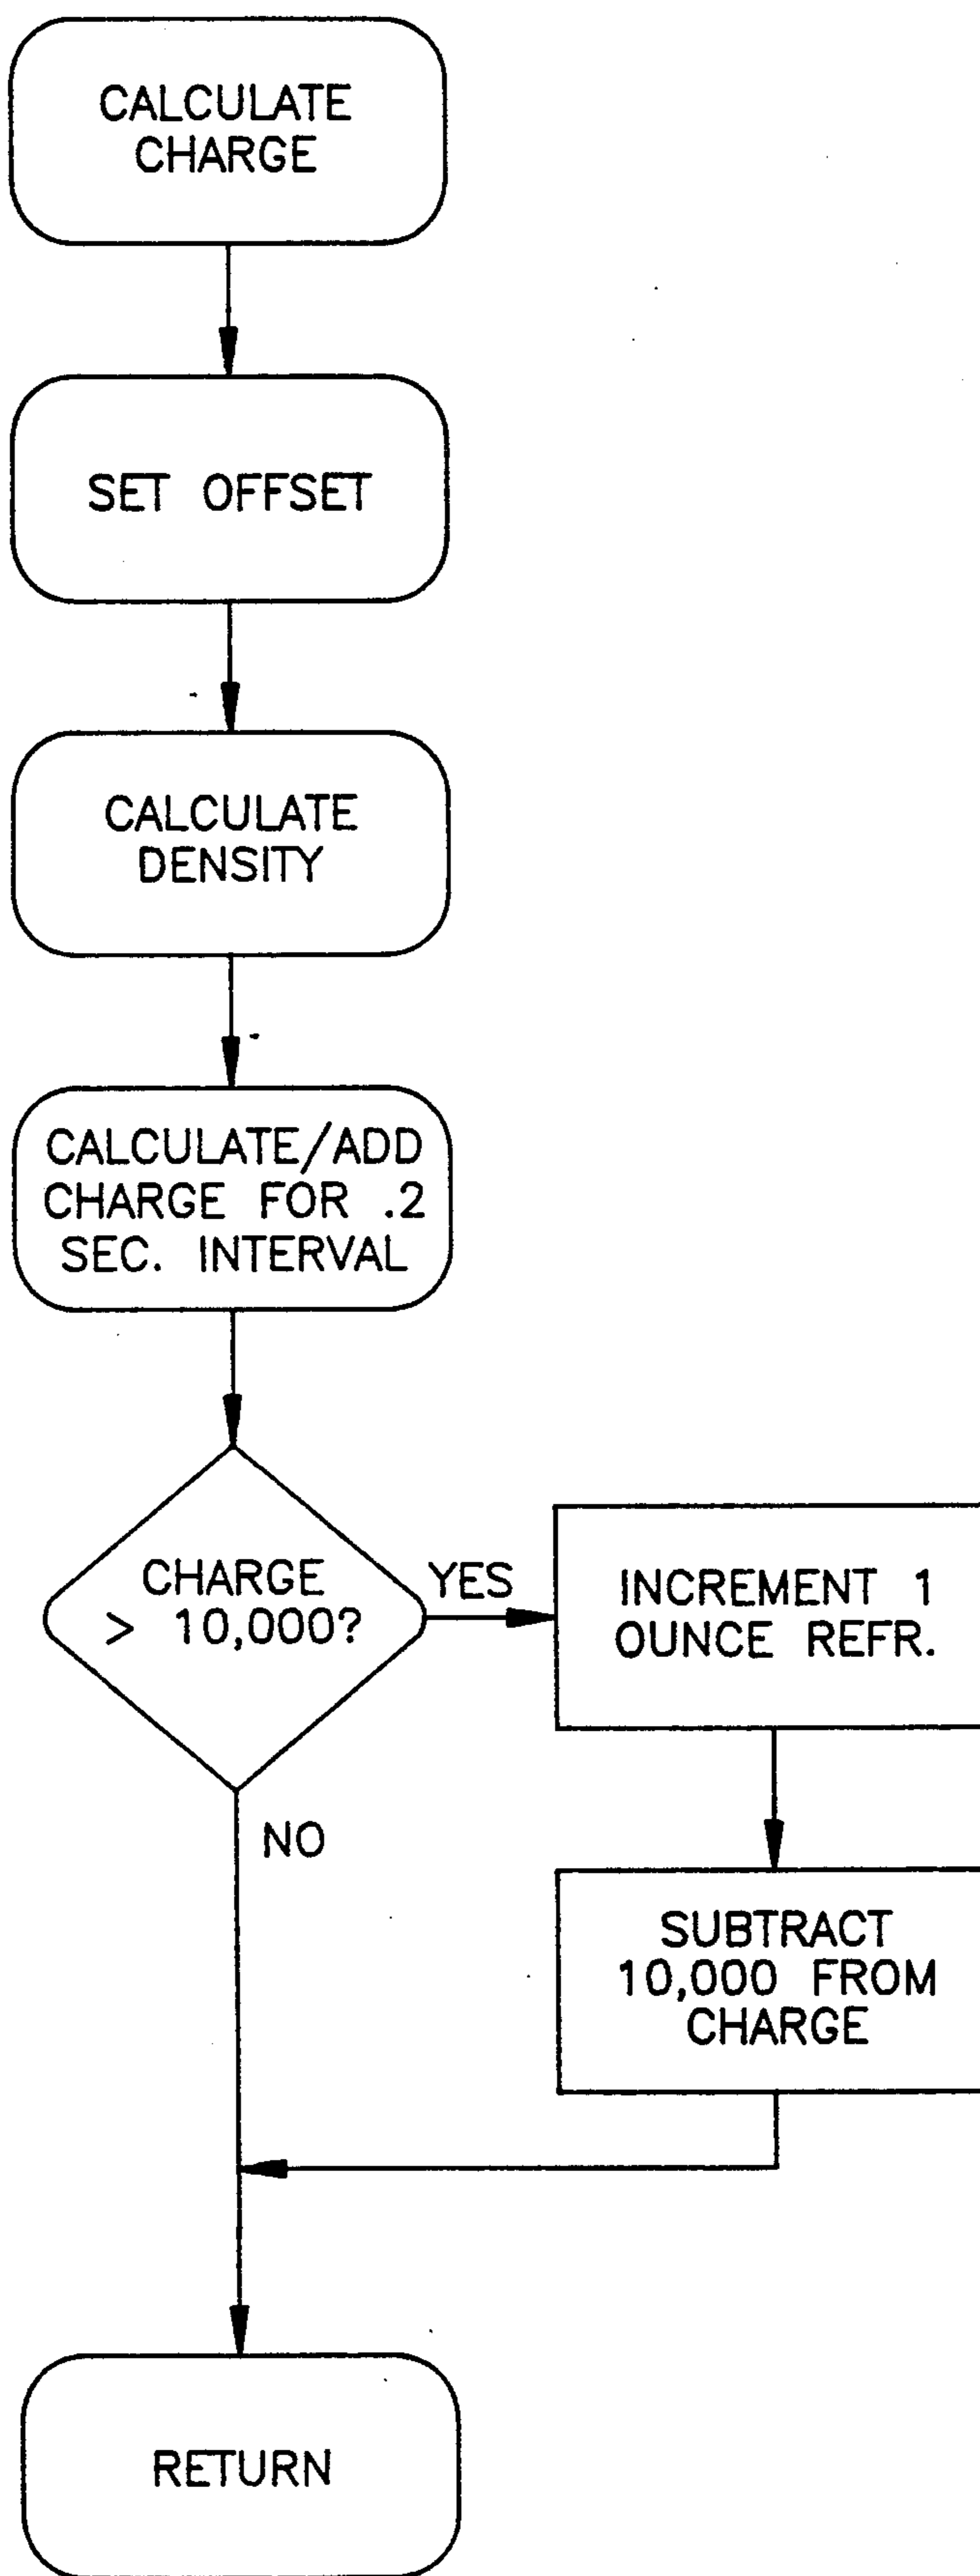 CALCULATE
CHARGE
SET OFFSET
CALCULATE
DENSITY
CALCULATE/ADD
CHARGE FOR .2
SEC. INTERVAL
CHARGE
> 10,000?
YES
INCREMENT 1
OUNCE REFR.
NO
SUBTRACT
10,000 FROM
CHARGE
RETURN